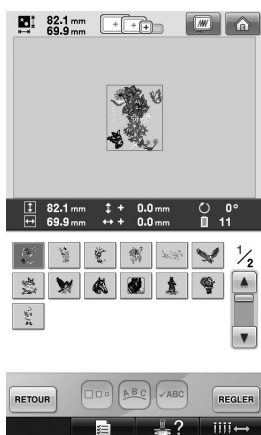 82.1 mm
69.9 mm
82.1 mm + 0.0 mm 0°
69.9 mm + 0.0 mm 11
1/2
RETOUR ABC ✓ABC REGLER
?